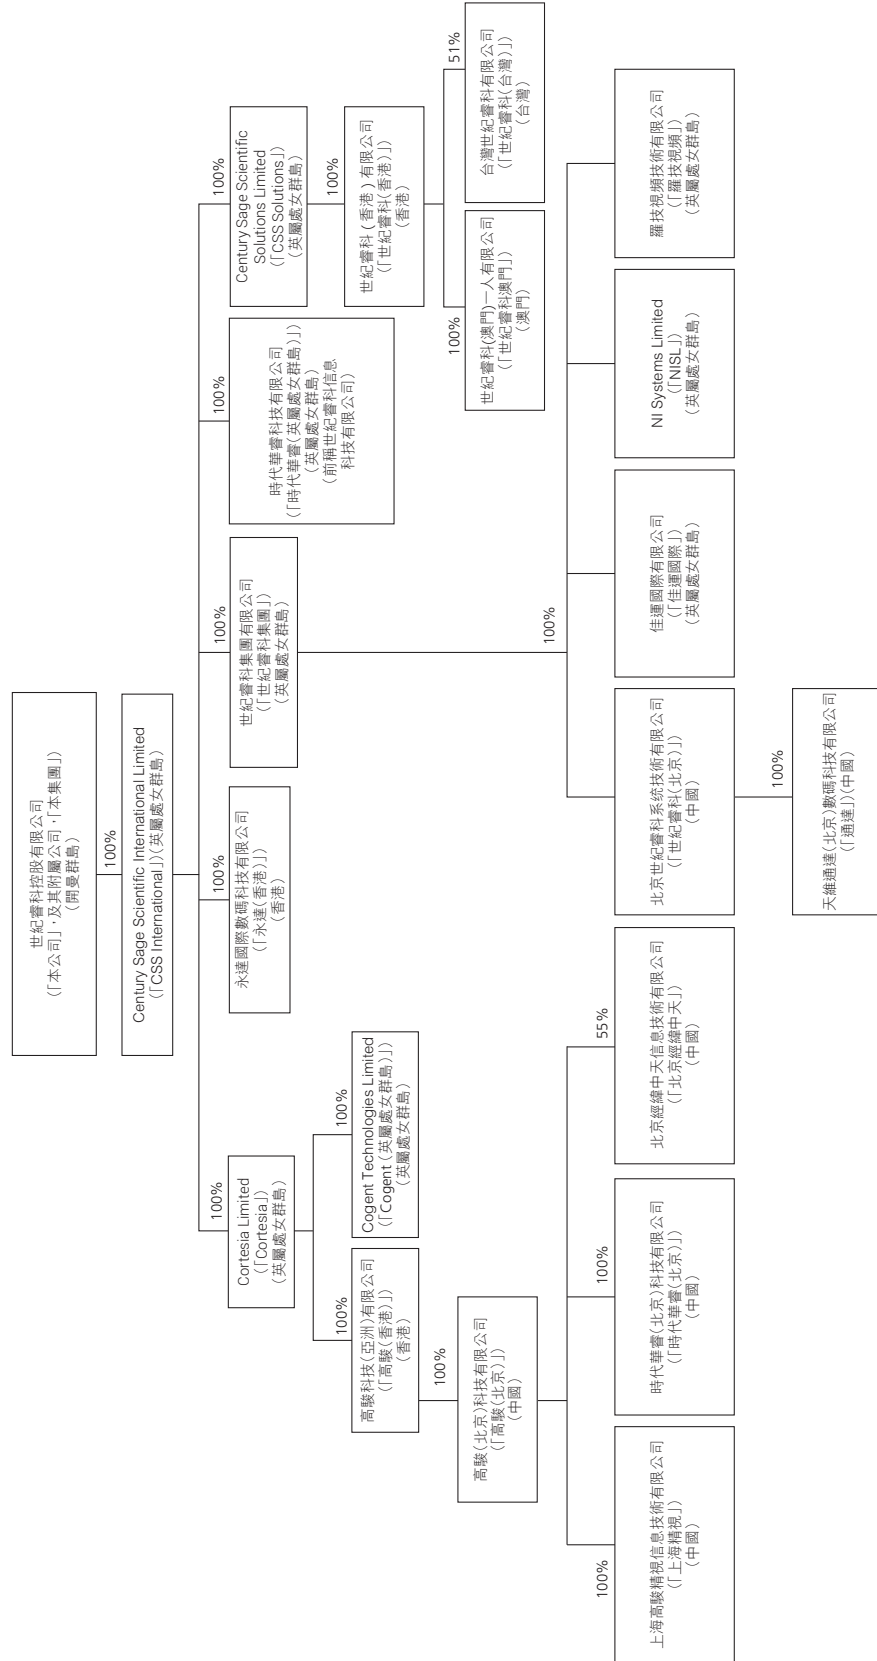 世紀睿科控股有限公司
(「本公司」,及其附屬公司,「本集團」)
(開曼群島)
100%
Century Sage Scientific International Limited
(「CSS International」)(英屬處女群島)
100%
Cortesia Limited
(「Cortesia」)
(英屬處女群島)
100%
永達國際數碼科技有限公司
(「永達(香港)」)
(香港)
100%
世紀睿科集團有限公司
(「世紀睿科集團」)
(英屬處女群島)
100%
時代華睿科技有限公司
(「時代華睿(英屬處女群島)」)
(英屬處女群島)
(前稱世紀睿科信息
科技有限公司)
100%
Century Sage Scientific
Solutions Limited
(「CSS Solutions」)
(英屬處女群島)
100%
高駿科技(亞洲)有限公司
(「高駿(香港)」)
(香港)
100%
Cogent Technologies Limited
(「Cogent (英屬處女群島)」)
(英屬處女群島)
100%
世紀睿科(香港)有限公司
(「世紀睿科(香港)」)
(香港)
100%
高駿(北京)科技有限公司
(「高駿(北京)」)
(中國)
100%
世紀睿科(澳門)一人有限公司
(「世紀睿科澳門」)
(澳門)
51%
台灣世紀睿科有限公司
(「世紀睿科(台灣)」)
(台灣)
100%
上海高駿精視信息技術有限公司
(「上海精視」)
(中國)
100%
時代華睿(北京)科技有限公司
(「時代華睿(北京)」)
(中國)
55%
北京經緯中天信息技術有限公司
(「北京經緯中天」)
(中國)
100%
北京世紀睿科系統技術有限公司
(「世紀睿科(北京)」)
(中國)
佳運國際有限公司
(「佳運國際」)
(英屬處女群島)
NI Systems Limited
(「NISL」)
(英屬處女群島)
羅技視頻技術有限公司
(「羅技視頻」)
(英屬處女群島)
100%
天維通達(北京)數碼科技有限公司
(「通達」)(中國)